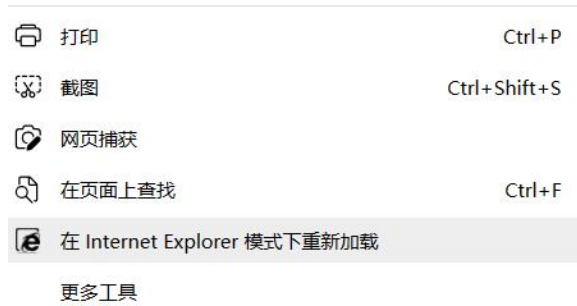 打印 Ctrl+P
截图 Ctrl+Shift+S
网页捕获
在页面上查找 Ctrl+F
在 Internet Explorer 模式下重新加载
更多工具